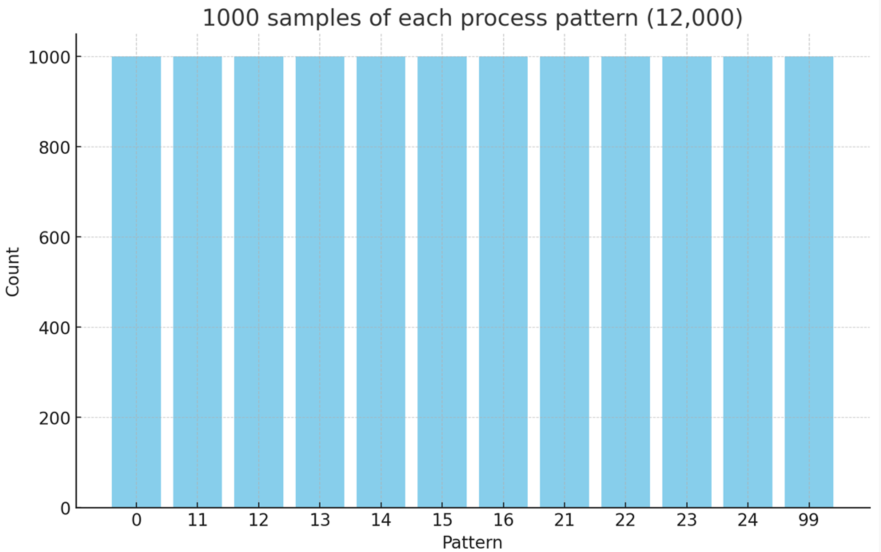 1000 samples of each process pattern (12,000)
1000
800
600
400
200
0
Count
0 11 12 13 14 15 16 21 22 23 24 99
Pattern